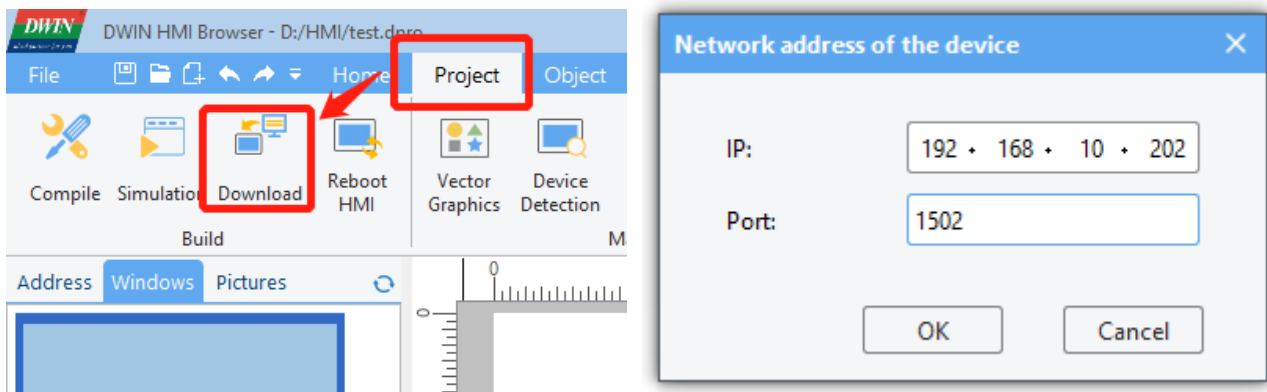 DWIN
DWIN HMI Browser - D:/HMI/test.dpro
File
Home
Project
Object
Compile
Simulation
Download
Reboot
HMI
Vector
Graphics
Device
Detection
Build
M
Address
Windows
Pictures
0
0
Network address of the device
IP:
192 . 168 . 10 . 202
Port:
1502
OK
Cancel